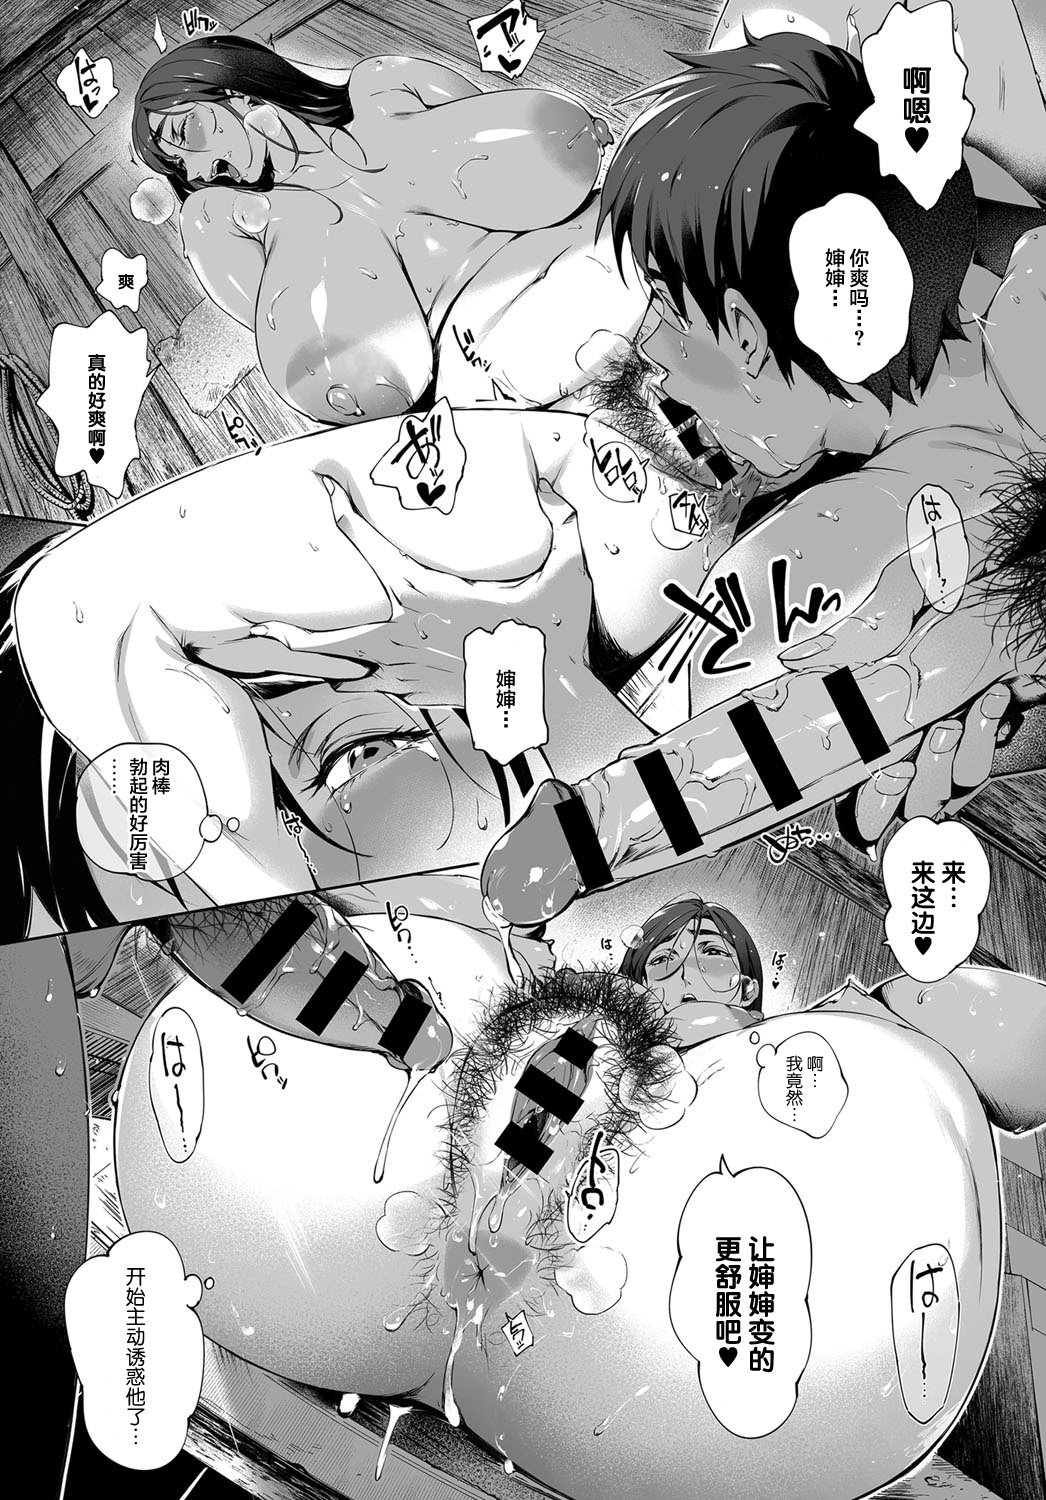 啊嗯♥
你爽吗…?
婶婶…
爽
真的好爽啊♥
婶婶…
肉棒
勃起的好厉害
……
来…
来这边♥
啊…
我竟然…
让婶婶变的
更舒服吧♥
开始主动诱惑他了…